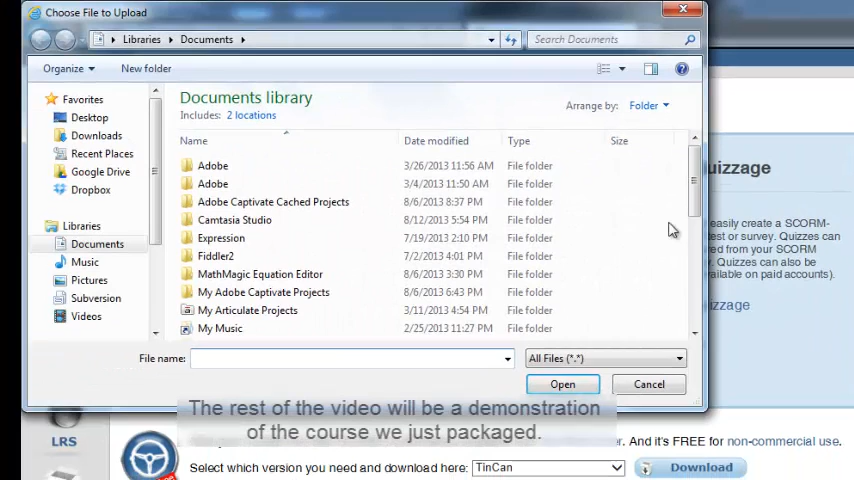 Choose File to Upload
Libraries Documents
Search Documents
Organize
New folder
Favorites
Desktop
Downloads
Recent Places
Google Drive
Dropbox
Libraries
Documents
Music
Pictures
Subversion
Videos
Documents library
Includes: 2 locations
Arrange by: Folder
Name Date modified Type Size
Adobe 3/26/2013 11:56 AM File folder
Adobe 3/4/2013 11:50 AM File folder
Adobe Captivate Cached Projects 8/6/2013 8:37 PM File folder
Camtasia Studio 8/12/2013 5:54 PM File folder
Expression 7/19/2013 2:10 PM File folder
Fiddler2 7/2/2013 4:01 PM File folder
MathMagic Equation Editor 8/6/2013 3:30 PM File folder
My Adobe Captivate Projects 8/6/2013 6:43 PM File folder
My Articulate Projects 3/11/2013 4:54 PM File folder
My Music 2/25/2013 11:27 PM File folder
File name:
All Files (*.*)
Open
Cancel
uizzage
easily create a SCORM-
test or survey. Quizzes can
red from your SCORM
Quizzes can also be
vailable on paid accounts).
izzage
The rest of the video will be a demonstration
of the course we just packaged.
LRS
r. And it's FREE for non-commercial use.
Select which version you need and download here: TinCan
Download